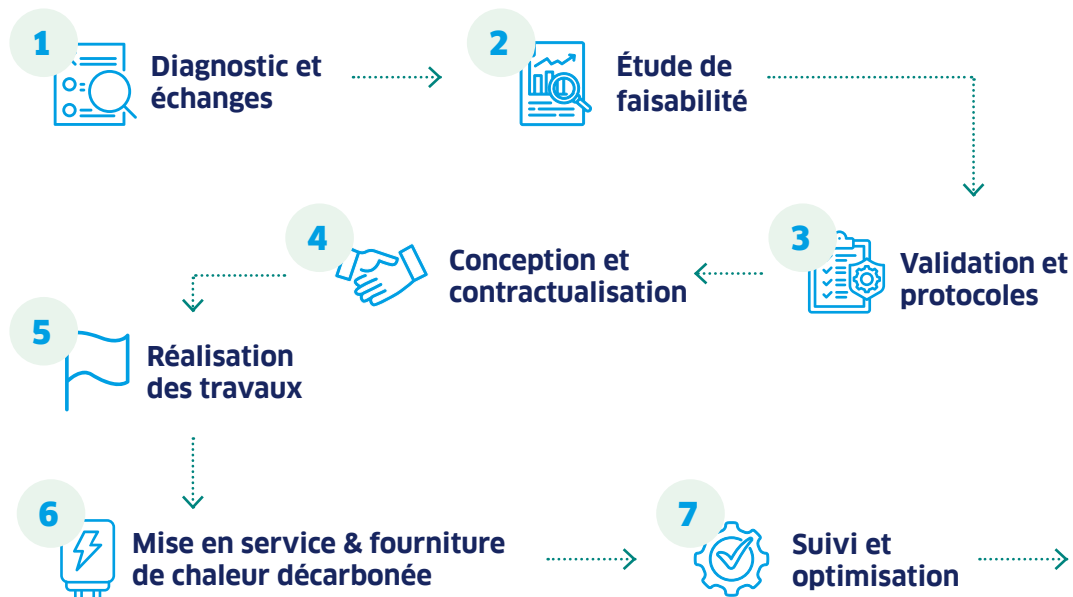 1
Diagnostic et
échanges
2
Étude de
faisabilité
3
Validation et
protocoles
4
Conception et
contractualisation
5
Réalisation
des travaux
6
Mise en service & fourniture
de chaleur décarbonée
7
Suivi et
optimisation